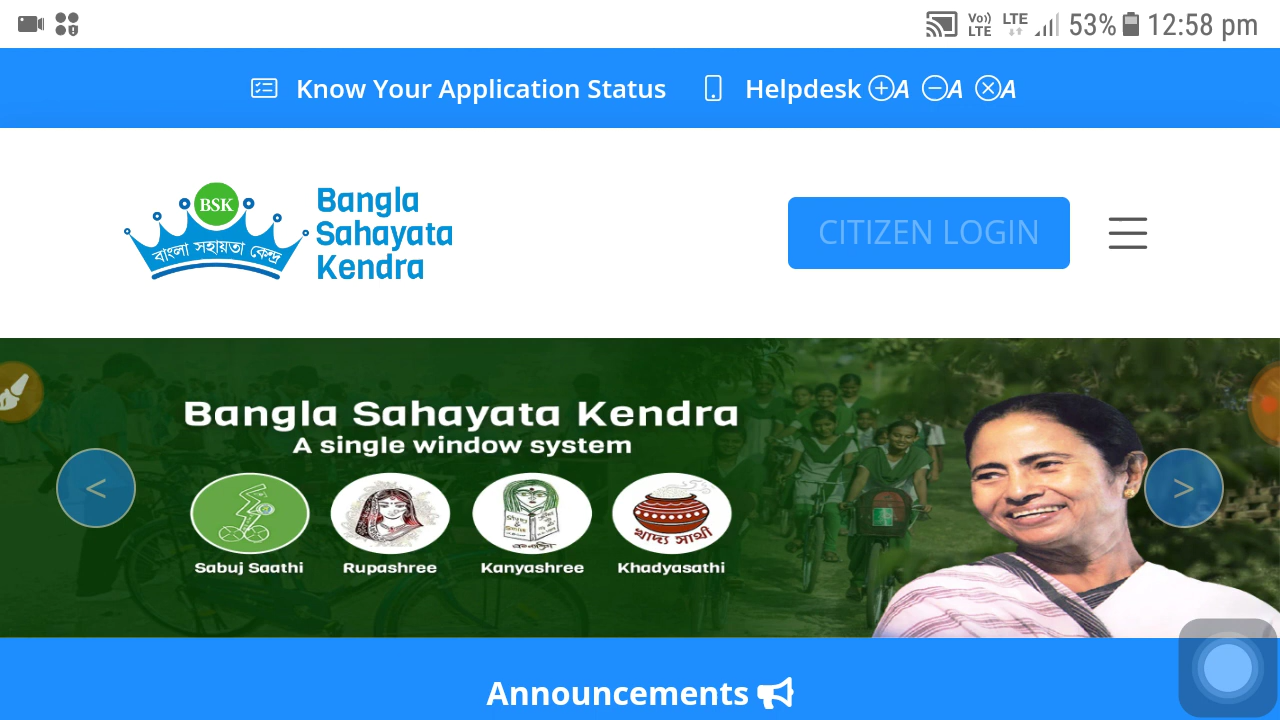 Vo)) LTE LTE 53% 12:58 pm
Know Your Application Status Helpdesk A A A
BSK
বাংলা সহায়তা কেন্দ্র
Bangla
Sahayata
Kendra
CITIZEN LOGIN
Bangla Sahayata Kendra
A single window system
< >
খাদ্য সাথী
Sabuj Saathi Rupashree Kanyashree Khadyasathi
Announcements